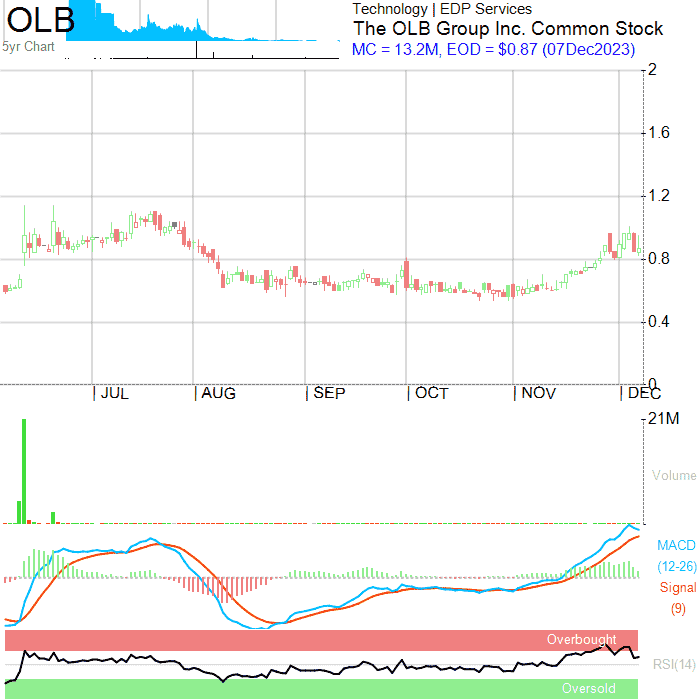 OLB
5yr Chart
Technology | EDP Services
The OLB Group Inc. Common Stock
MC = 13.2M, EOD = $0.87 (07Dec2023)
2
1.6
1.2
0.8
0.4
0
JUL AUG SEP OCT NOV DEC
21M
Volume
MACD
(12-26)
Signal
(9)
Overbought
RSI(14)
Oversold